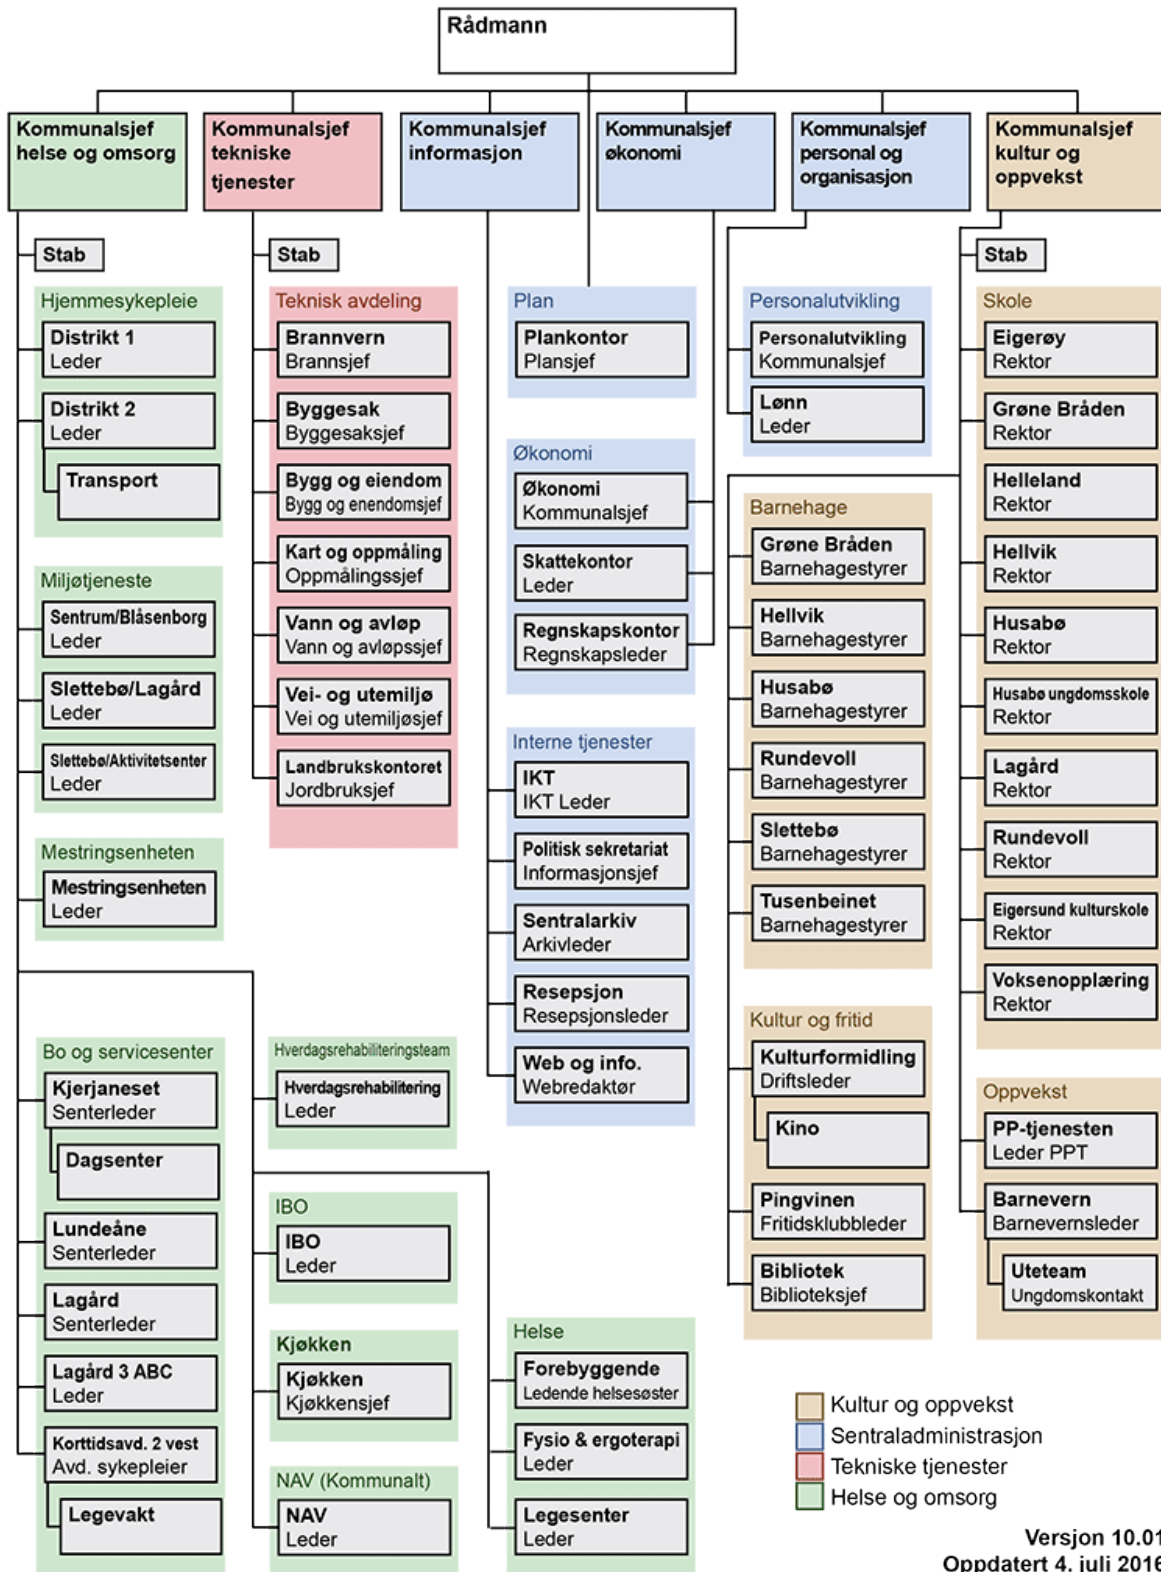 Rådmann
Kommunalsjef
helse og omsorg
Kommunalsjef
tekniske
tjenester
Kommunalsjef
informasjon
Kommunalsjef
økonomi
Kommunalsjef
personal og
organisasjon
Kommunalsjef
kultur og
oppvekst
Stab
Hjemmesykepleie
Distrikt 1
Leder
Distrikt 2
Leder
Transport
Miljøtjeneste
Sentrum/Blåsenborg
Leder
Slettebø/Lagård
Leder
Slettebø/Aktivitetsenter
Leder
Mestringsenheten
Mestringsenheten
Leder
Bo og servicesenter
Kjerjaneset
Senterleder
Dagsenter
Lundeåne
Senterleder
Lagård
Senterleder
Lagård 3 ABC
Leder
Korttidsavd. 2 vest
Avd. sykepleier
Legevakt
Stab
Teknisk avdeling
Brannvern
Brannsjef
Byggesak
Byggesaksjef
Bygg og eiendom
Bygg og enendomsjef
Kart og oppmåling
Oppmålingssjef
Vann og avløp
Vann og avløpssjef
Vei- og utemiljø
Vei og utemiljøsjef
Landbrukskontoret
Jordbruksjef
Hverdagsrehabiliteringsteam
Hverdagsrehabilitering
Leder
IBO
IBO
Leder
Kjøkken
Kjøkken
Kjøkkensjef
NAV (Kommunalt)
NAV
Leder
Plan
Plankontor
Plansjef
Økonomi
Økonomi
Kommunalsjef
Skattekontor
Leder
Regnskapskontor
Regnskapsleder
Interne tjenester
IKT
IKT Leder
Politisk sekretariat
Informasjonsjef
Sentralarkiv
Arkivleder
Resepsjon
Resepsjonsleder
Web og info.
Webredaktør
Helse
Forebyggende
Ledende helsesøster
Fysio & ergoterapi
Leder
Legesenter
Leder
Personalutvikling
Personalutvikling
Kommunalsjef
Lønn
Leder
Barnehage
Grøne Bråden
Barnehagestyrer
Hellvik
Barnehagestyrer
Husabø
Barnehagestyrer
Rundevoll
Barnehagestyrer
Slettebø
Barnehagestyrer
Tusenbeinet
Barnehagestyrer
Kultur og fritid
Kulturformidling
Driftsleder
Kino
Pingvinen
Fritidsklubbleder
Bibliotek
Biblioteksjef
Stab
Skole
Eigerøy
Rektor
Grøne Bråden
Rektor
Helleland
Rektor
Hellvik
Rektor
Husabø
Rektor
Husabø ungdomsskole
Rektor
Lagård
Rektor
Rundevoll
Rektor
Eigersund kulturskole
Rektor
Voksenopplæring
Rektor
Oppvekst
PP-tjenesten
Leder PPT
Barnevern
Barnevernsleder
Uteteam
Ungdomskontakt
Kultur og oppvekst
Sentraladministrasjon
Tekniske tjenester
Helse og omsorg
Versjon 10.01
Oppdatert 4. juli 2016